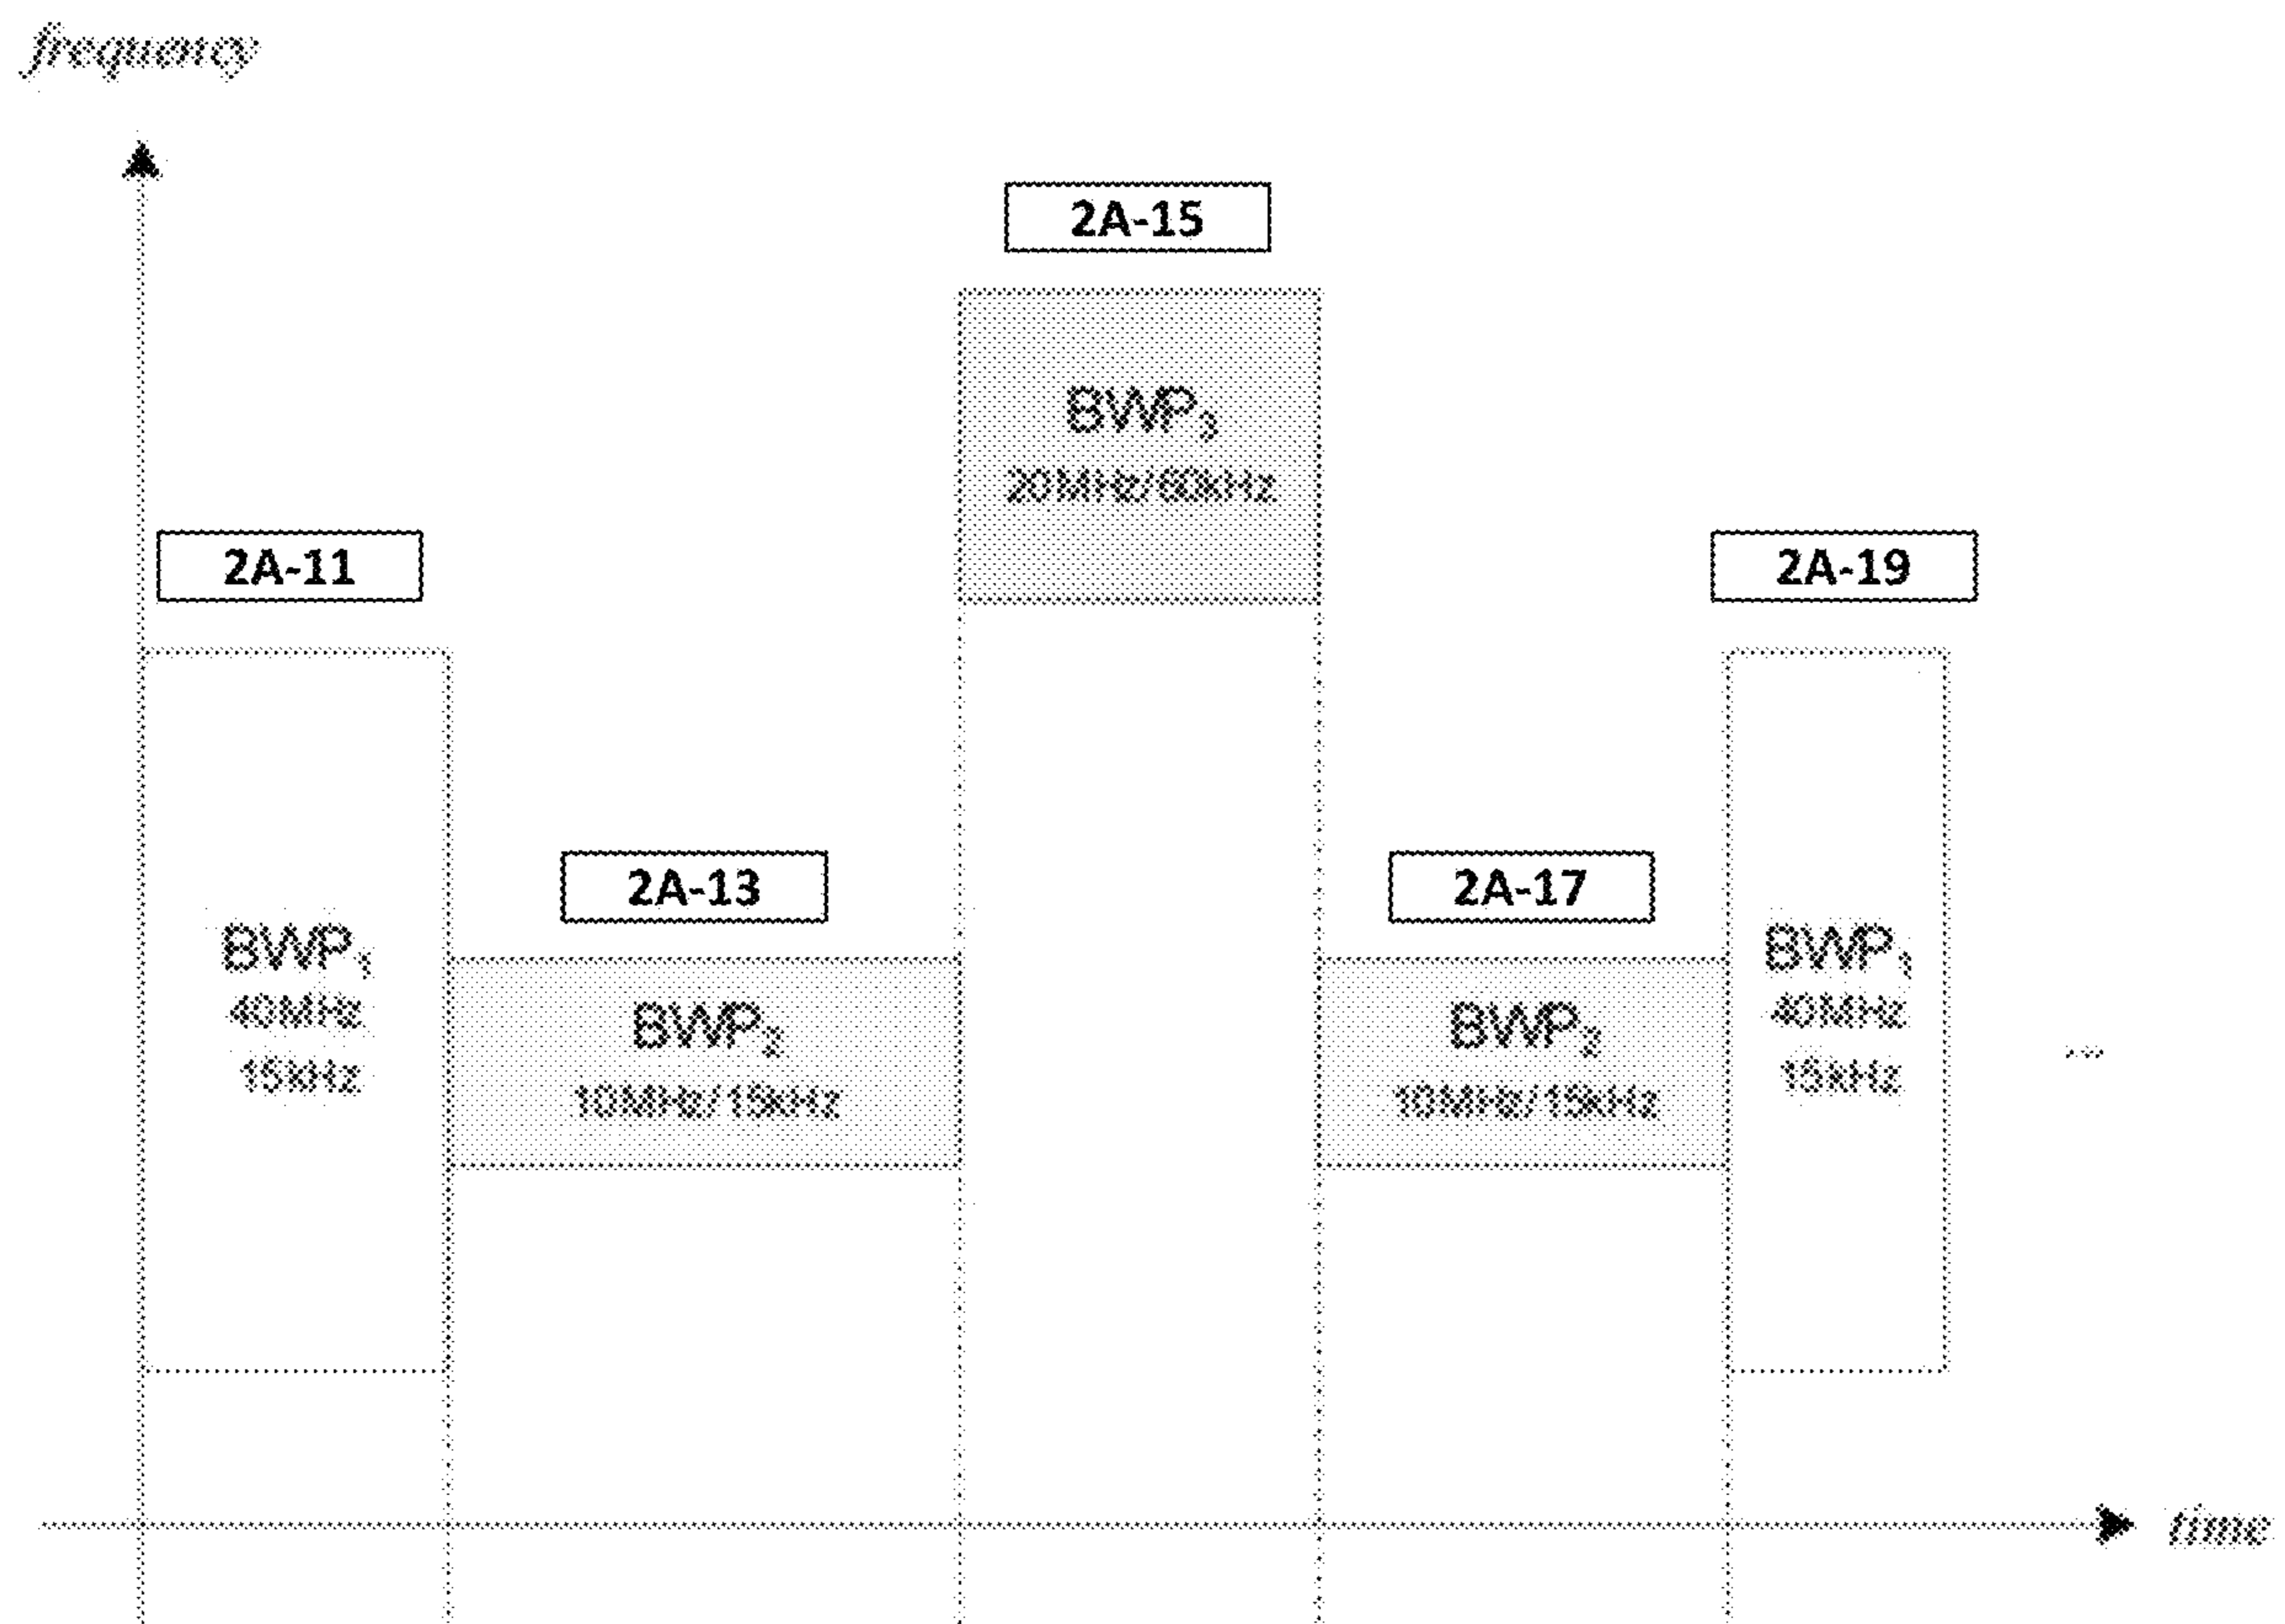 frequency
2A-15
BWP3
20MHz/60kHz
2A-11
2A-19
BWP1
40MHz
15kHz
2A-13
BWP2
10MHz/15kHz
2A-17
BWP2
10MHz/15kHz
BWP1
40MHz
15kHz
...
time